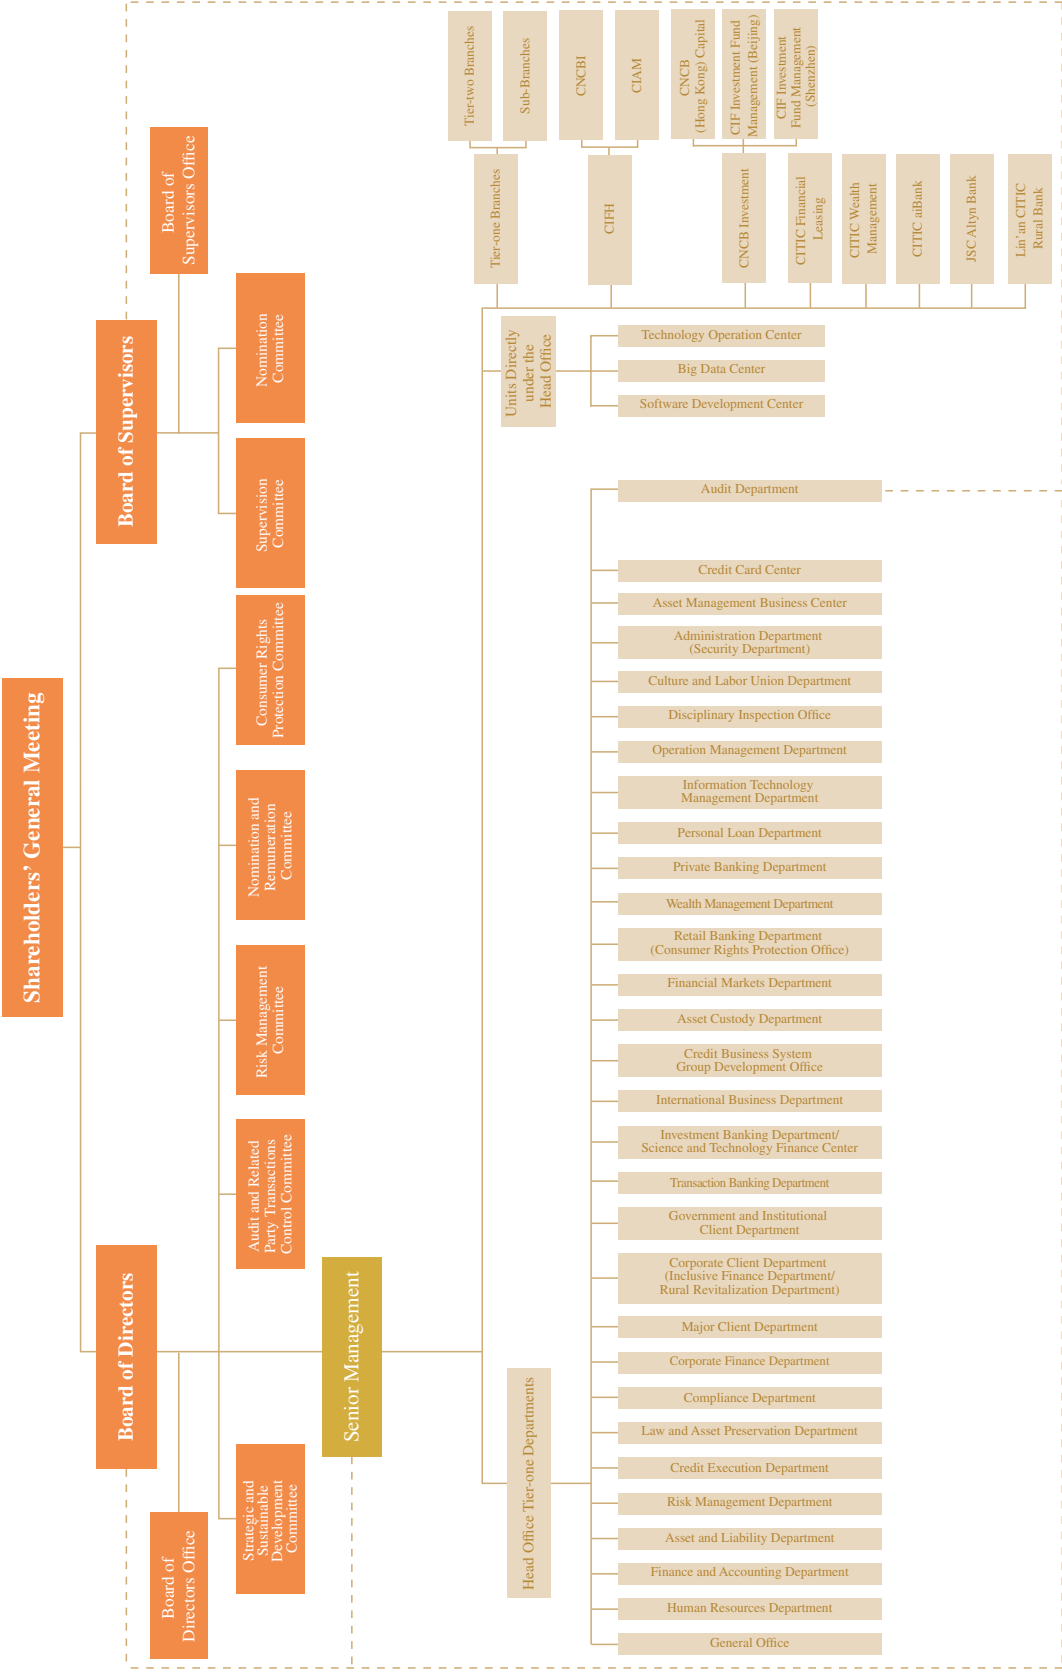 Shareholders' General Meeting
Board of Directors
Board of Supervisors
Board of
Directors Office
Board of
Supervisors Office
Strategic and
Sustainable
Development
Committee
Audit and Related
Party Transactions
Control Committee
Risk Management
Committee
Nomination and
Remuneration
Committee
Consumer Rights
Protection Committee
Supervision
Committee
Nomination
Committee
Senior Management
Head Office Tier-one Departments
Units Directly
under the
Head Office
Tier-two Branches
Sub-Branches
CNCBI
CIAM
CNCB
(Hong Kong) Capital
CIF Investment Fund
Management (Beijing)
CIF Investment
Fund Management
(Shenzhen)
Tier-one Branches
CIFH
CNCB Investment
CITIC Financial
Leasing
CITIC Wealth
Management
CITIC aiBank
JSC Altyn Bank
Lin'an CITIC
Rural Bank
Technology Operation Center
Big Data Center
Software Development Center
Audit Department
Credit Card Center
Asset Management Business Center
Administration Department
(Security Department)
Culture and Labor Union Department
Disciplinary Inspection Office
Operation Management Department
Information Technology
Management Department
Personal Loan Department
Private Banking Department
Wealth Management Department
Retail Banking Department
(Consumer Rights Protection Office)
Financial Markets Department
Asset Custody Department
Credit Business System
Group Development Office
International Business Department
Investment Banking Department/
Science and Technology Finance Center
Transaction Banking Department
Government and Institutional
Client Department
Corporate Client Department
(Inclusive Finance Department/
Rural Revitalization Department)
Major Client Department
Corporate Finance Department
Compliance Department
Law and Asset Preservation Department
Credit Execution Department
Risk Management Department
Asset and Liability Department
Finance and Accounting Department
Human Resources Department
General Office